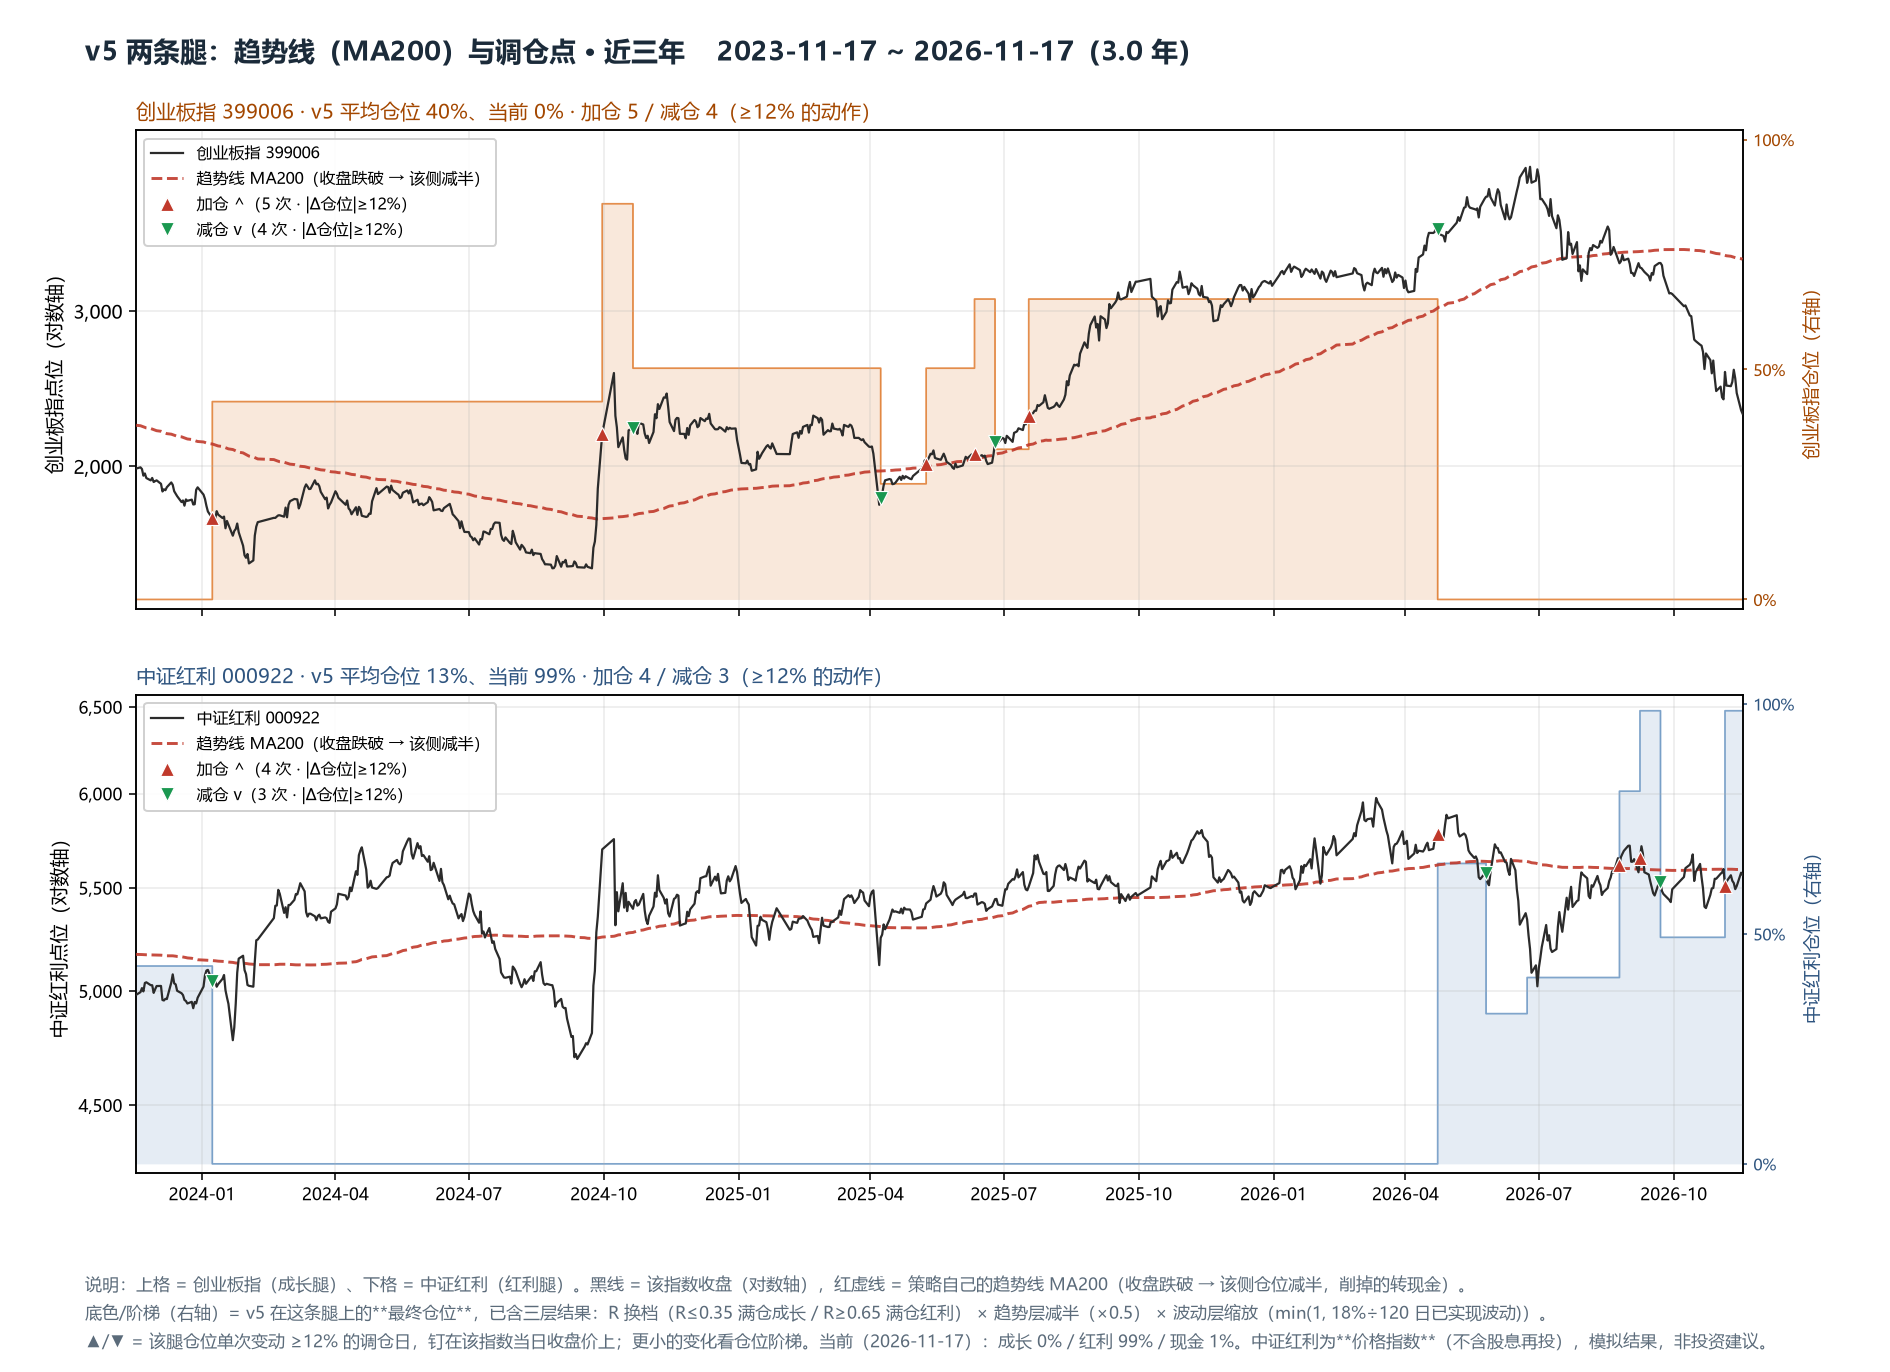 v5 两条腿：趋势线（MA200）与调仓点 • 近三年 2023-11-17 ~ 2026-11-17（3.0 年）
创业板指 399006 · v5 平均仓位 40%、当前 0% · 加仓 5 / 减仓 4（≥12% 的动作）
创业板指 399006
趋势线 MA200（收盘跌破 → 该侧减半）
加仓 ^（5 次 · |Δ仓位|≥12%）
减仓 v（4 次 · |Δ仓位|≥12%）
创业板指点位（对数轴）
3,000
2,000
100%
50%
0%
创业板指仓位（右轴）
中证红利 000922 · v5 平均仓位 13%、当前 99% · 加仓 4 / 减仓 3（≥12% 的动作）
中证红利 000922
趋势线 MA200（收盘跌破 → 该侧减半）
加仓 ^（4 次 · |Δ仓位|≥12%）
减仓 v（3 次 · |Δ仓位|≥12%）
中证红利点位（对数轴）
6,500
6,000
5,500
5,000
4,500
100%
50%
0%
中证红利仓位（右轴）
2024-01 2024-04 2024-07 2024-10 2025-01 2025-04 2025-07 2025-10 2026-01 2026-04 2026-07 2026-10
说明：上格 = 创业板指（成长腿）、下格 = 中证红利（红利腿）。黑线 = 该指数收盘（对数轴），红虚线 = 策略自己的趋势线 MA200（收盘跌破 → 该侧仓位减半，削掉的转现金）。
底色/阶梯（右轴）= v5 在这条腿上的**最终仓位**，已含三层结果：R 换档（R≤0.35 满仓成长 / R≥0.65 满仓红利） × 趋势层减半（×0.5） × 波动层缩放（min(1, 18%÷120 日已实现波动)）。
▲/▼ = 该腿仓位单次变动 ≥12% 的调仓日，钉在该指数当日收盘价上；更小的变化看仓位阶梯。当前（2026-11-17）：成长 0% / 红利 99% / 现金 1%。中证红利为**价格指数**（不含股息再投），模拟结果，非投资建议。